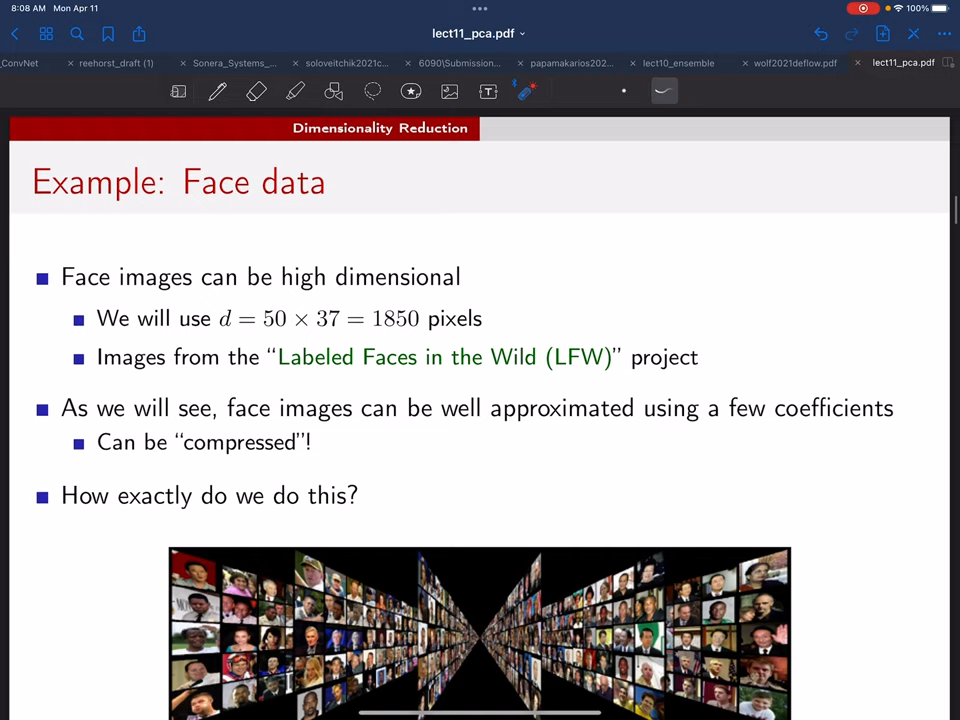 8:08 AM Mon Apr 11
100%
lect11_pca.pdf
ConvNet
reehorst_draft (1)
Sonera_Systems_...
soloveitchik2021c...
6090\Submission...
papamakarios202...
lect10_ensemble
wolf2021deflow.pdf
lect11_pca.pdf
Dimensionality Reduction
Example: Face data
Face images can be high dimensional
We will use d = 50 × 37 = 1850 pixels
Images from the “Labeled Faces in the Wild (LFW)” project
As we will see, face images can be well approximated using a few coefficients
Can be “compressed”!
How exactly do we do this?